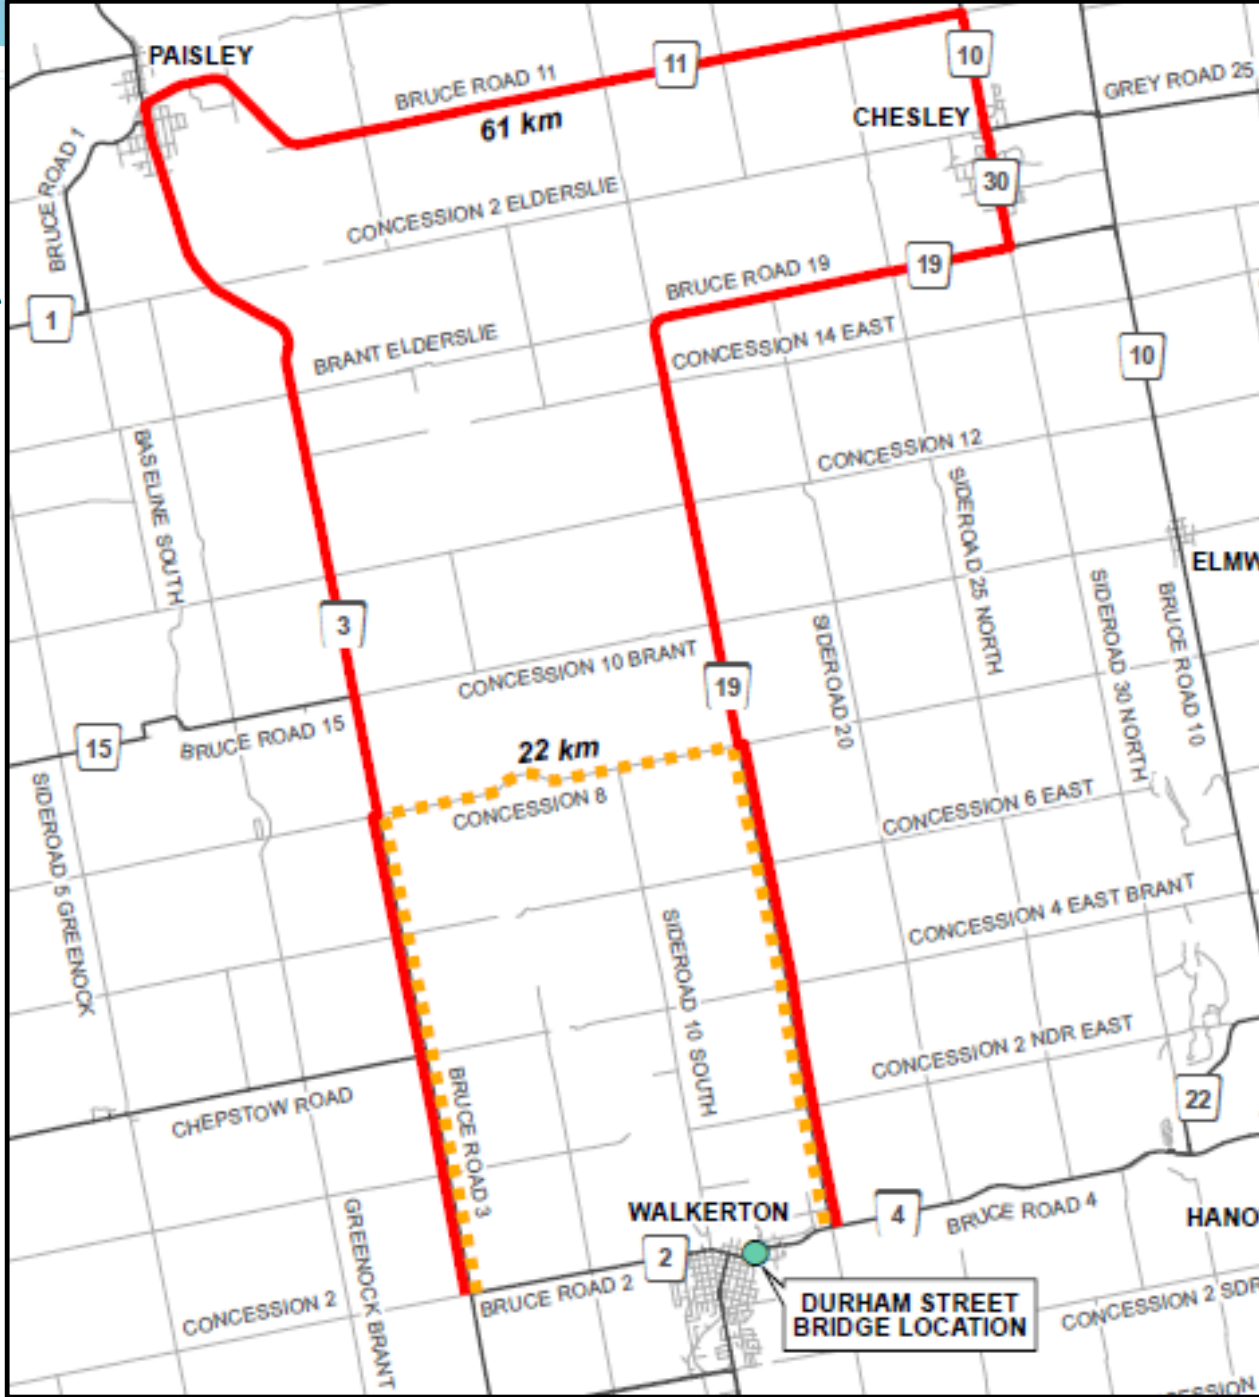 PAISLEY
BRUCE ROAD 11
11
10
61 km
CHESLEY
GREY ROAD 25
BRUCE ROAD 1
30
CONCESSION 2 ELDERSLIE
BRUCE ROAD 19
19
1
BRANT ELDERSLIE
CONCESSION 14 EAST
10
BASELINE SOUTH
CONCESSION 12
SIDEROAD 25 NORTH
ELMW
3
SIDEROAD 20
SIDEROAD 30 NORTH
BRUCE ROAD 10
CONCESSION 10 BRANT
19
15
BRUCE ROAD 15
22 km
SIDEROAD 5 GREENOCK
CONCESSION 8
CONCESSION 6 EAST
CONCESSION 4 EAST BRANT
SIDEROAD 10 SOUTH
CONCESSION 2 NDR EAST
CHEPSTOW ROAD
BRUCE ROAD 3
22
WALKERTON
4
BRUCE ROAD 4
HANO
GREENOCK BRANT
2
BRUCE ROAD 2
CONCESSION 2
DURHAM STREET
BRIDGE LOCATION
CONCESSION 2 SDR